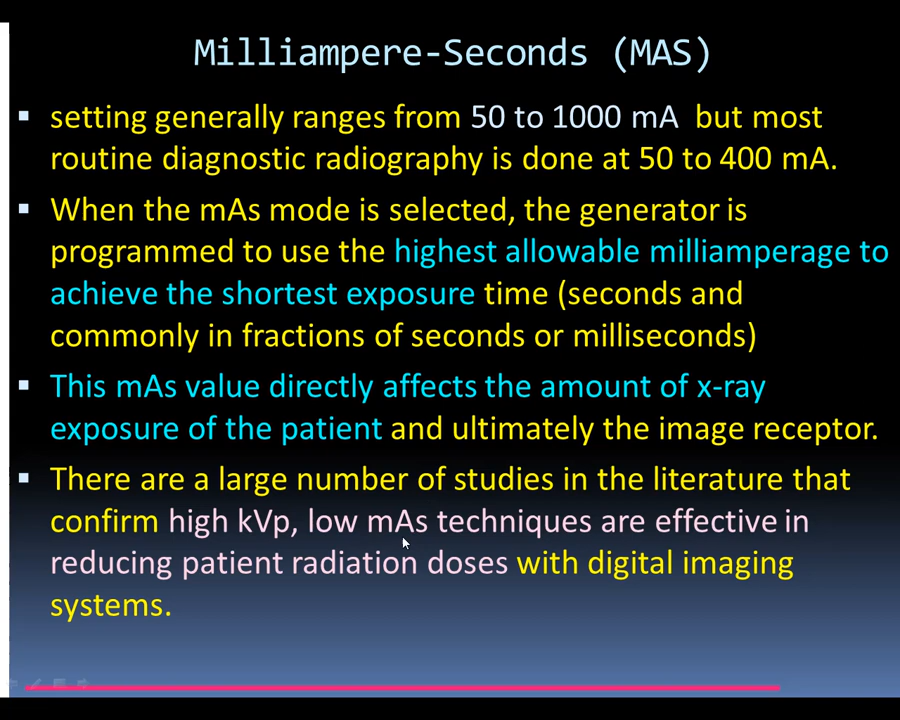 Milliampere-Seconds (MAS)
▪ setting generally ranges from 50 to 1000 mA but most
routine diagnostic radiography is done at 50 to 400 mA.
▪ When the mAs mode is selected, the generator is
programmed to use the highest allowable milliamperage to
achieve the shortest exposure time (seconds and
commonly in fractions of seconds or milliseconds)
▪ This mAs value directly affects the amount of x-ray
exposure of the patient and ultimately the image receptor.
▪ There are a large number of studies in the literature that
confirm high kVp, low mAs techniques are effective in
reducing patient radiation doses with digital imaging
systems.